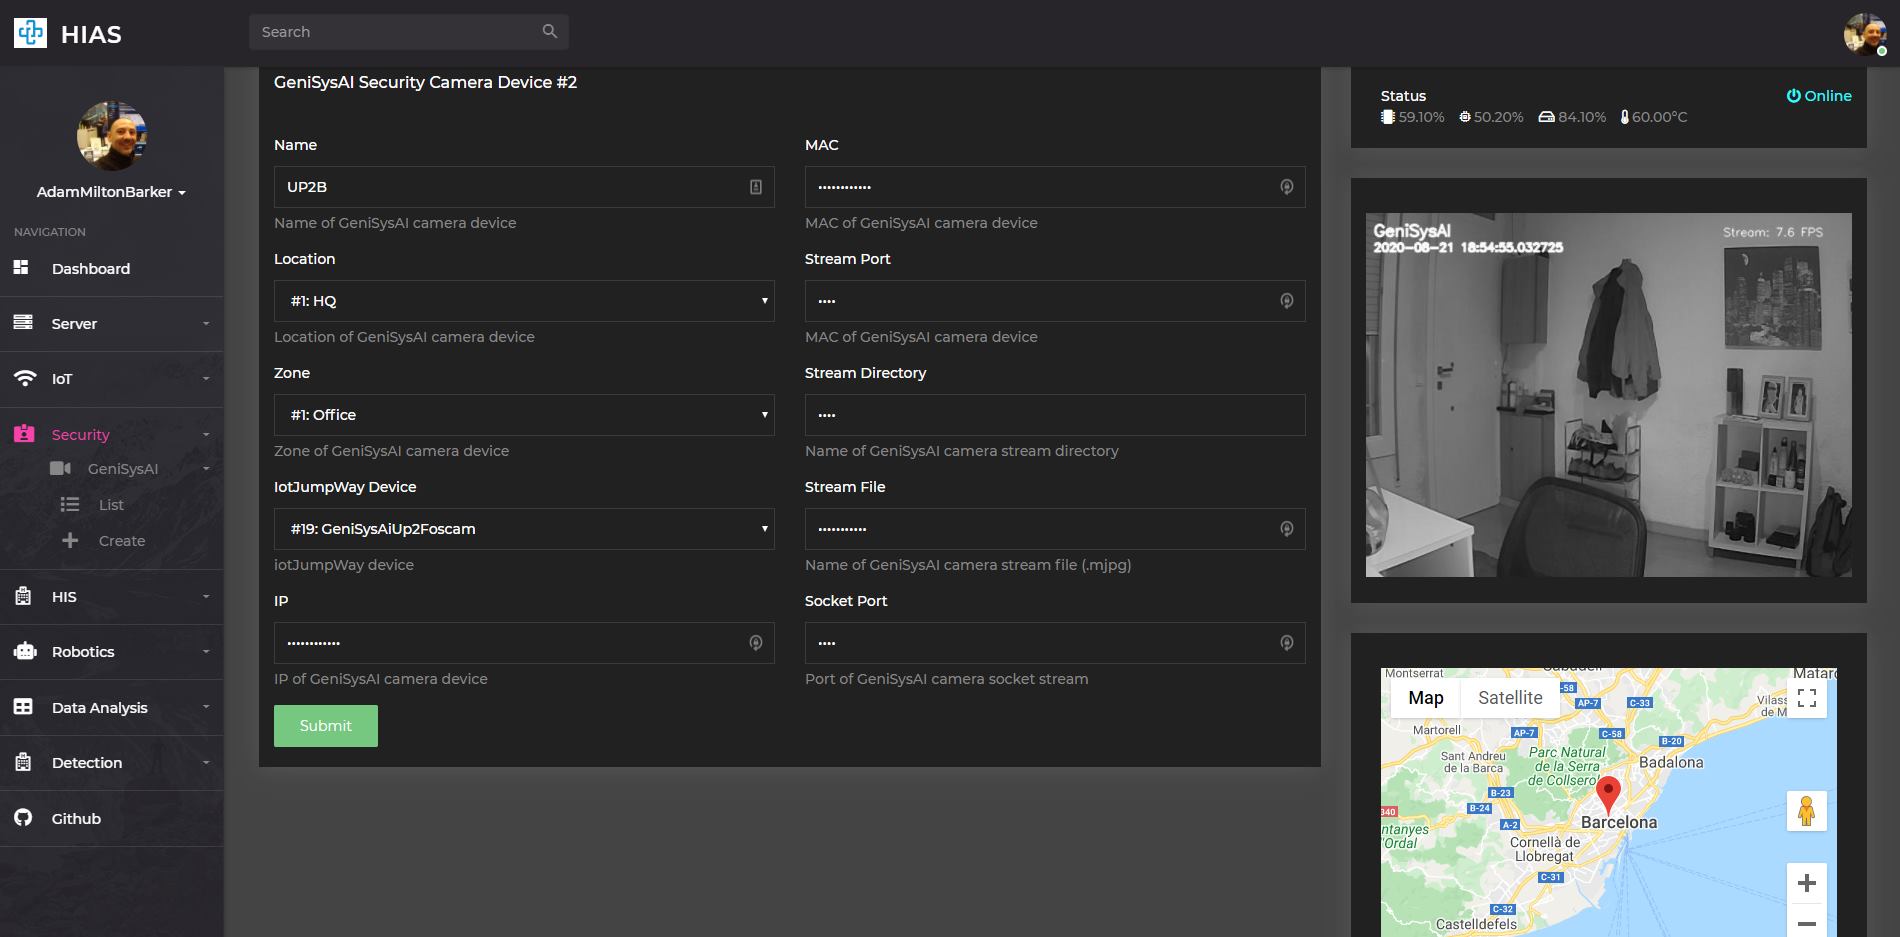 HIAS
Search
AdamMiltonBarker
NAVIGATION
Dashboard
Server
IoT
Security
GeniSysAI
List
Create
HIS
Robotics
Data Analysis
Detection
Github
GeniSysAI Security Camera Device #2
Name
UP2B
Name of GeniSysAI camera device
Location
#1: HQ
Location of GeniSysAI camera device
Zone
#1: Office
Zone of GeniSysAI camera device
IotJumpWay Device
#19: GeniSysAiUp2Foscam
iotJumpWay device
IP
••••••••••••
IP of GeniSysAI camera device
Submit
MAC
••••••••••••
MAC of GeniSysAI camera device
Stream Port
••••
MAC of GeniSysAI camera device
Stream Directory
••••
Name of GeniSysAI camera stream directory
Stream File
•••••••••••
Name of GeniSysAI camera stream file (.mjpg)
Socket Port
••••
Port of GeniSysAI camera socket stream
Status Online
59.10% 50.20% 84.10% 60.00°C
GeniSysAI
2020-08-21 18:54:55.032725
Stream: 7.6 FPS
Map Satellite
Montserrat
Sabadell
Matar
C-58
AP-7
C-33
Vilass
de M
Martorell
AP-7
C-58
B-20
Sant Andreu
de la Barca
Parc Natural
de la Serra
de Collserol
Badalona
B-23
B-24
340
A-2
Barcelona
ntanyes
'Ordal
Cornellà de
Llobregat
C-31
C-32
Castelldefels